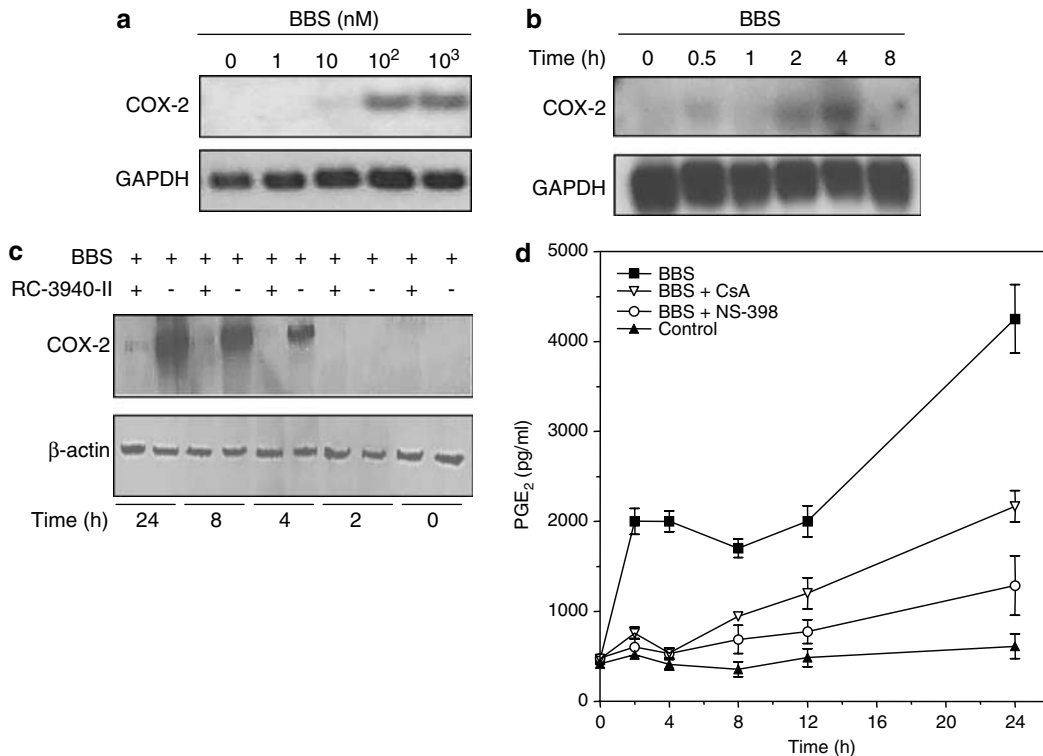 a
BBS (nM)
0 1 10 10² 10³
COX-2
GAPDH
b
BBS
Time (h) 0 0.5 1 2 4 8
COX-2
GAPDH
c
BBS + + + + + + + + + +
RC-3940-II + - + - + - + - + -
COX-2
β-actin
Time (h) 24 8 4 2 0
d
BBS
BBS + CsA
BBS + NS-398
Control
PGE₂ (pg/ml)
5000
4000
3000
2000
1000
0
0 4 8 12 16 20 24
Time (h)